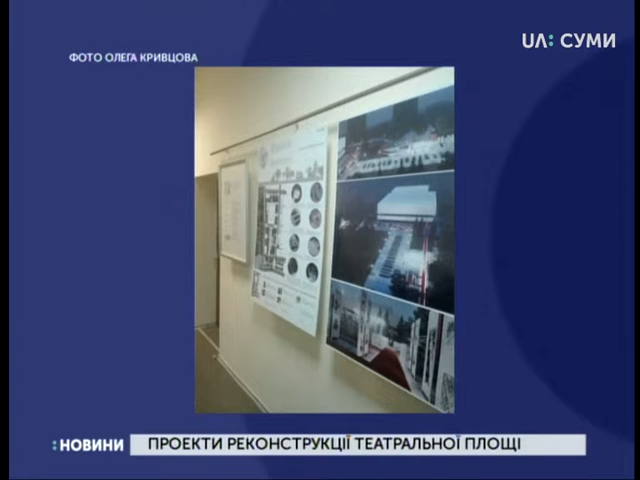 UA: СУМИ
ФОТО ОЛЕГА КРИВЦОВА
:НОВИНИ
ПРОЕКТИ РЕКОНСТРУКЦІЇ ТЕАТРАЛЬНОЇ ПЛОЩІ